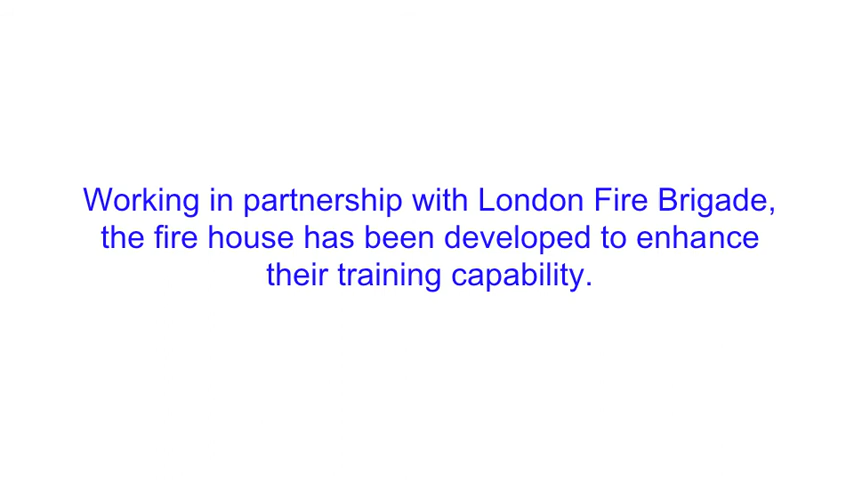 Working in partnership with London Fire Brigade,
the fire house has been developed to enhance
their training capability.